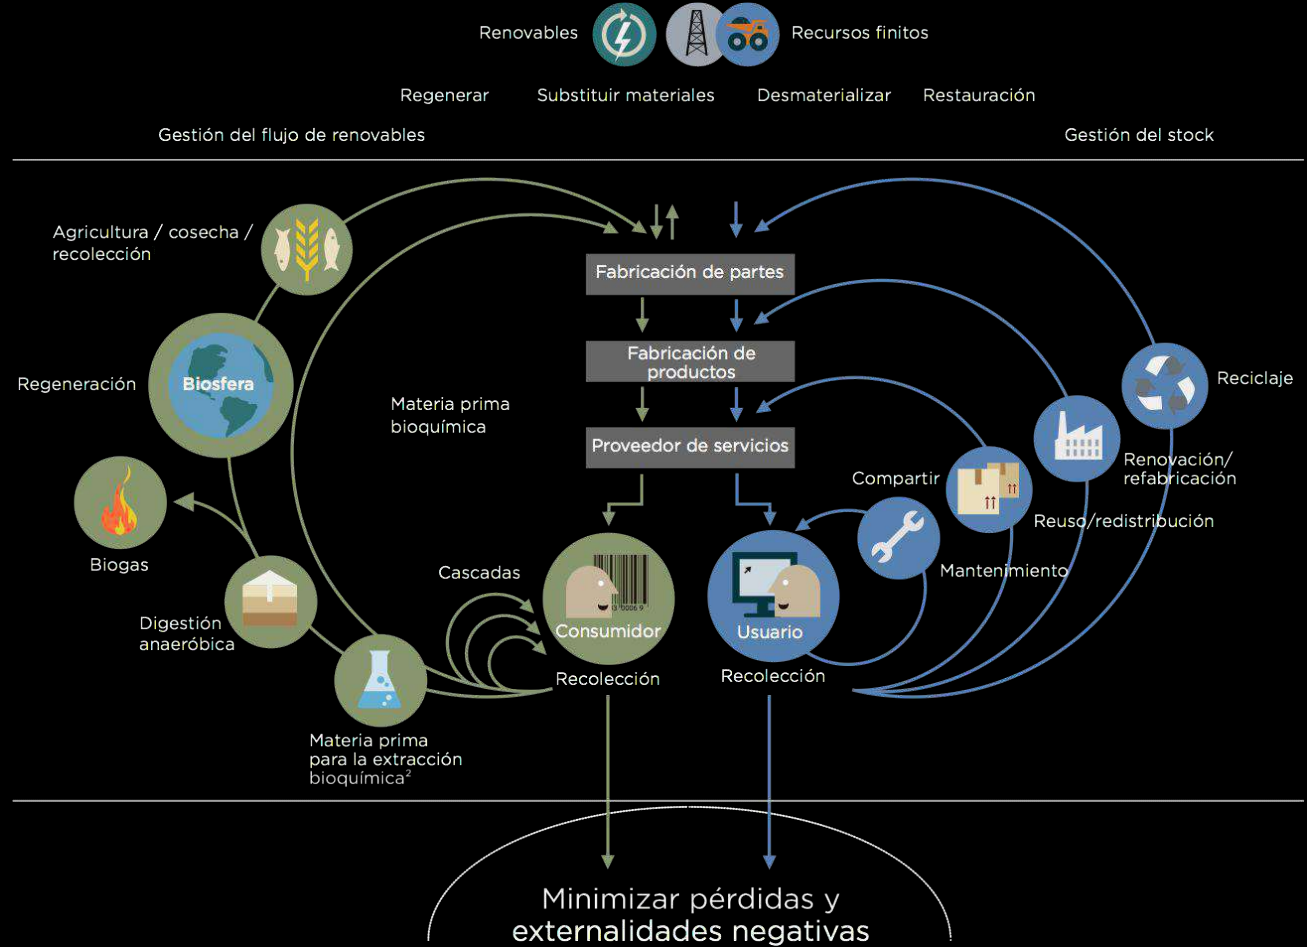 Renovables
Recursos finitos
Regenerar
Substituir materiales
Desmaterializar
Restauración
Gestión del flujo de renovables
Gestión del stock
Agricultura / cosecha /
recolección
Fabricación de partes
Regeneración
Biosfera
Fabricación de
productos
Reciclaje
Materia prima
bioquímica
Proveedor de servicios
Renovación/
refabricación
Compartir
Reuso/redistribución
Biogas
Cascadas
Mantenimiento
Digestión
anaeróbica
Consumidor
Usuario
Recolección
Recolección
Materia prima
para la extracción
bioquímica²
Minimizar pérdidas y
externalidades negativas